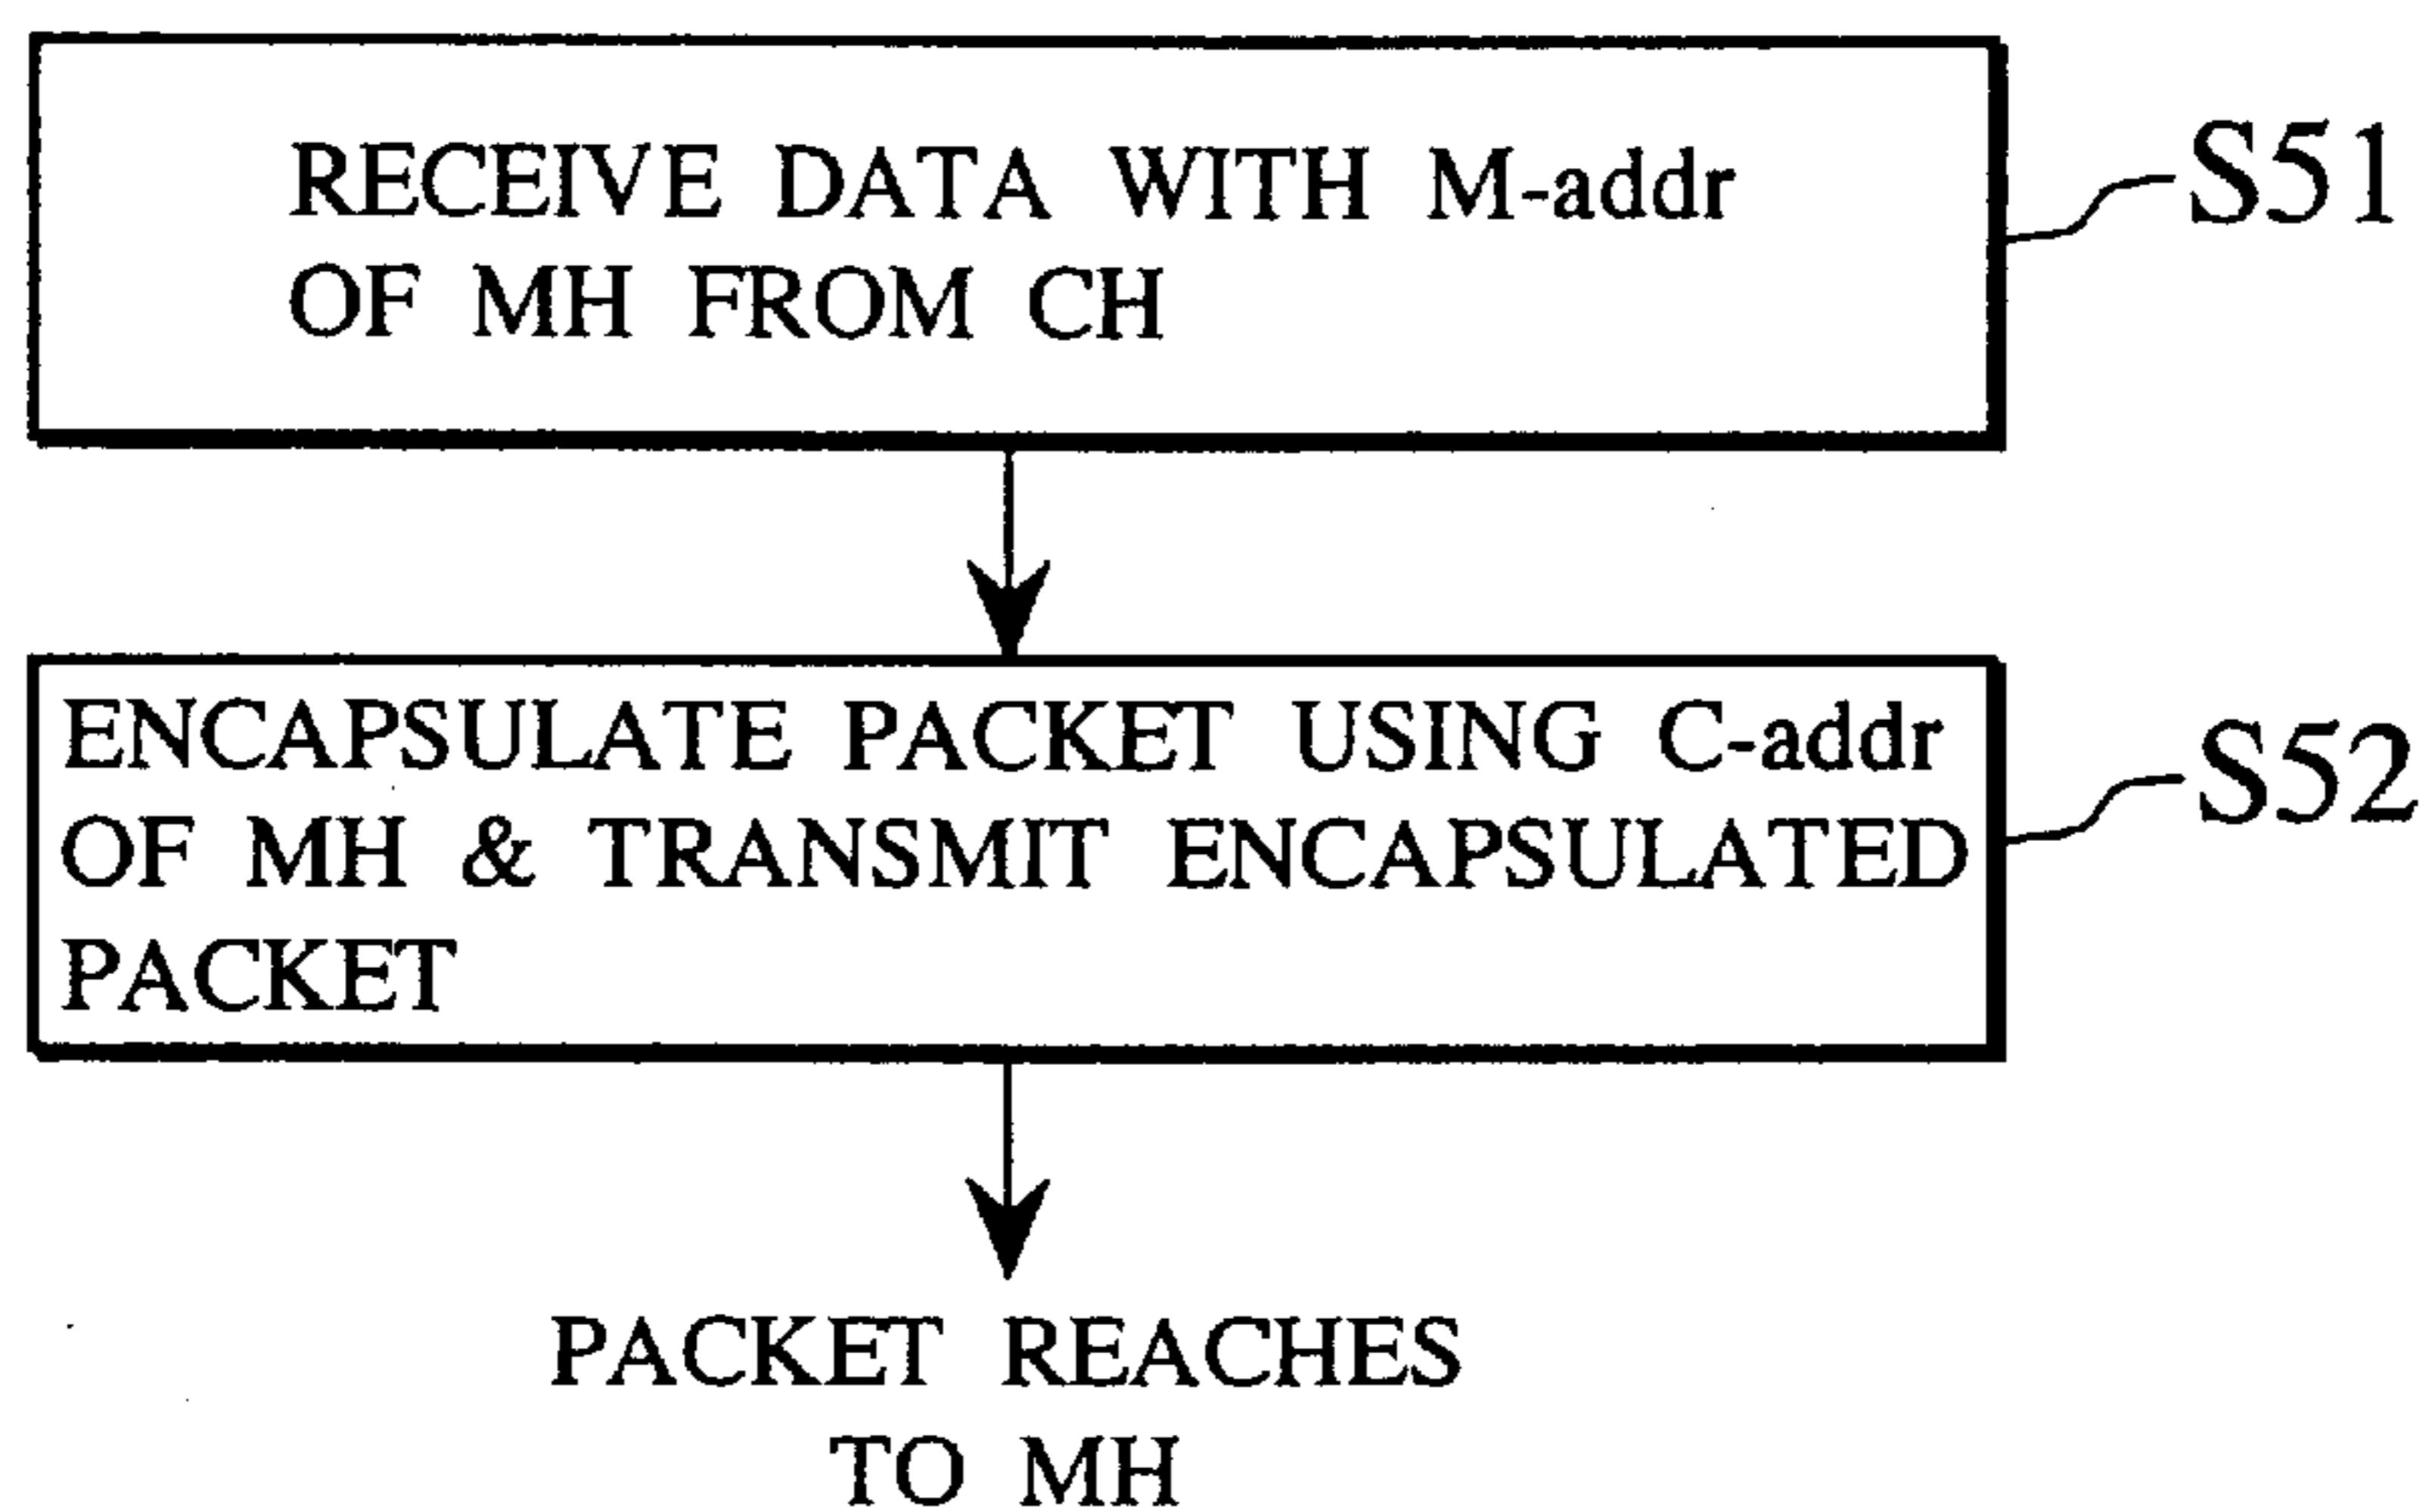 RECEIVE DATA WITH M-addr
OF MH FROM CH
S51
ENCAPSULATE PACKET USING C-addr
OF MH & TRANSMIT ENCAPSULATED
PACKET
S52
PACKET REACHES
TO MH